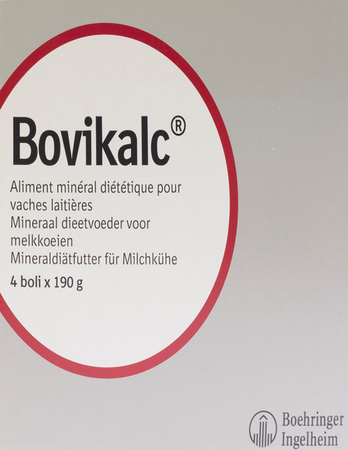 Bovikalc®
Aliment minéral diététique pour
vaches laitières
Mineraal dieetvoeder voor
melkkoeien
Mineraldiätfutter für Milchkühe
4 boli x 190 g
Boehringer
Ingelheim